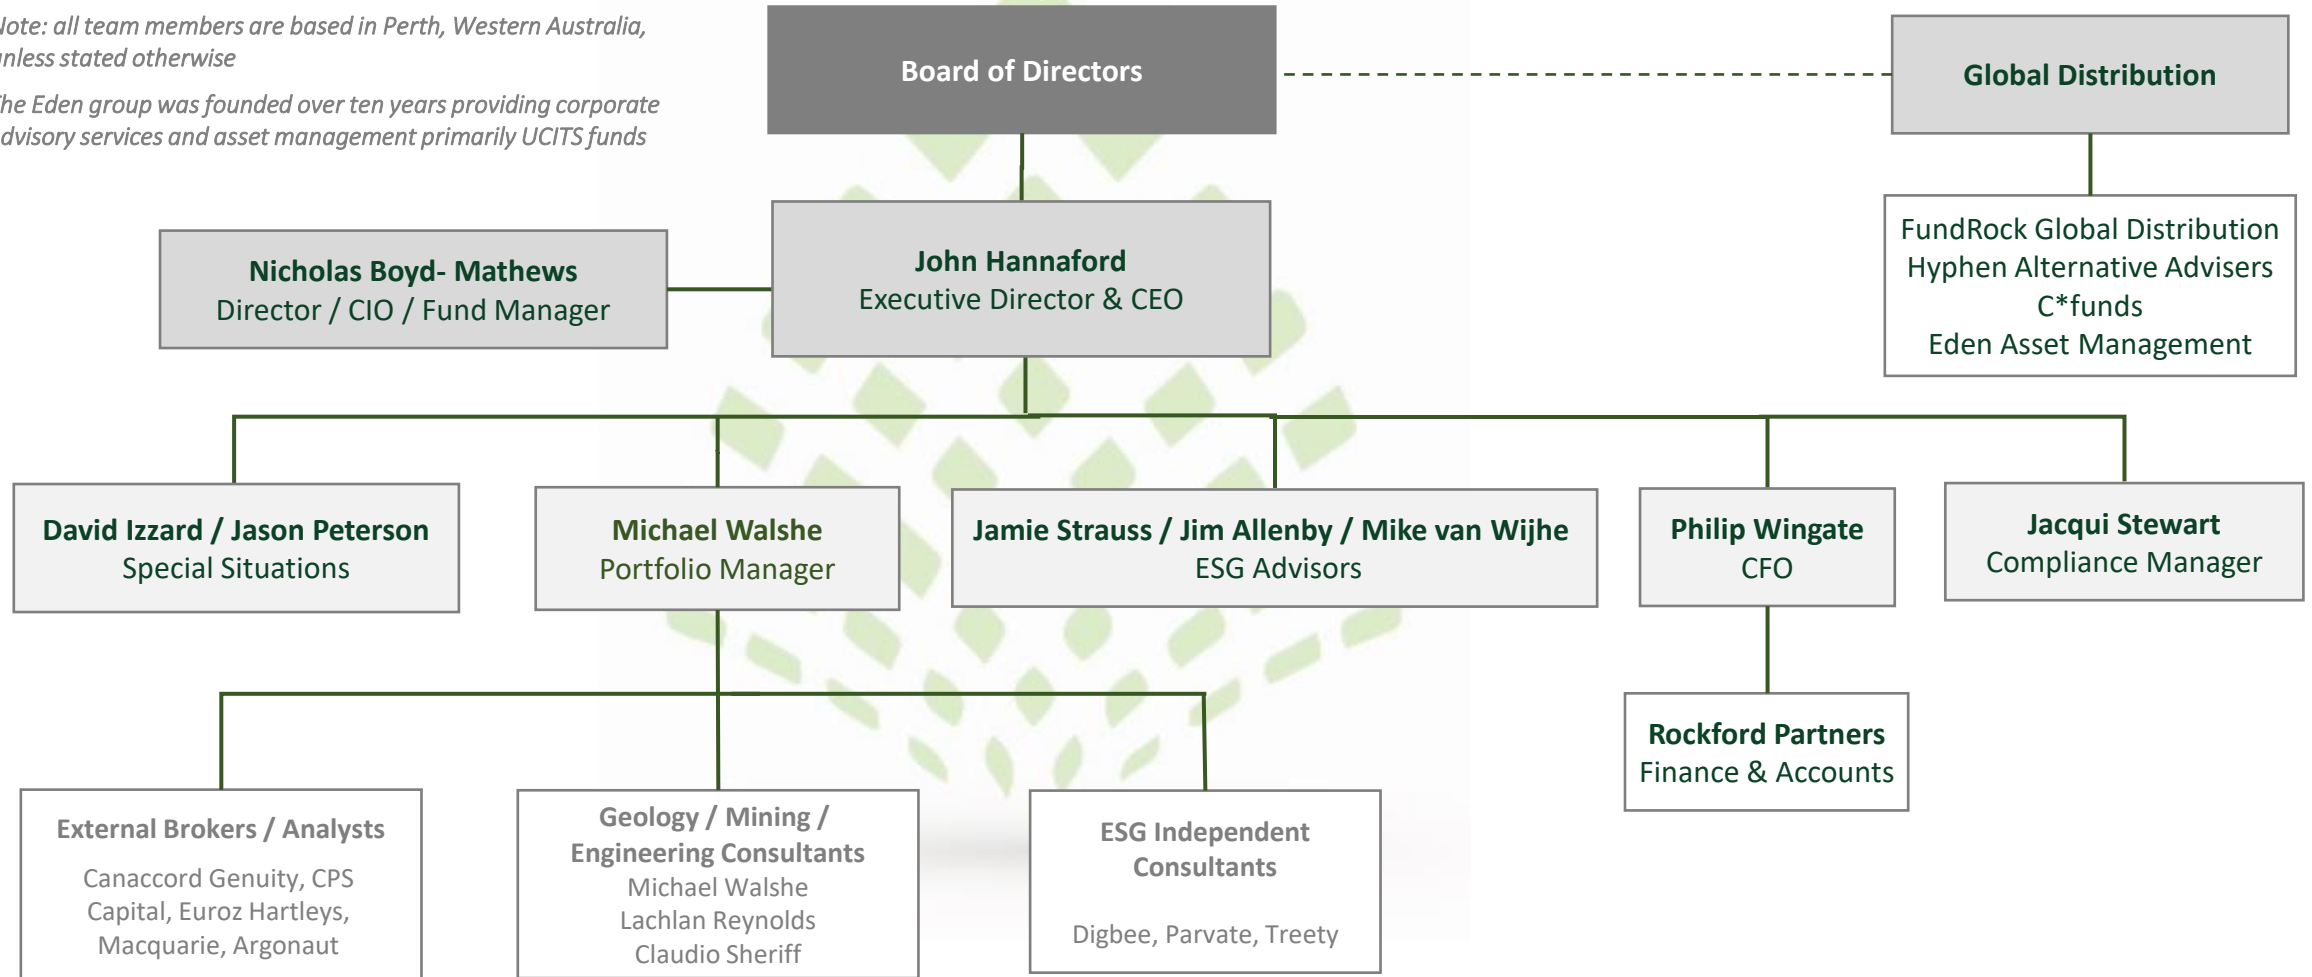 Note: all team members are based in Perth, Western Australia,
unless stated otherwise
The Eden group was founded over ten years providing corporate
advisory services and asset management primarily UCITS funds
Board of Directors
Global Distribution
FundRock Global Distribution
Hyphen Alternative Advisers
C*funds
Eden Asset Management
Nicholas Boyd- Mathews
Director / CIO / Fund Manager
John Hannaford
Executive Director & CEO
David Izzard / Jason Peterson
Special Situations
Michael Walshe
Portfolio Manager
Jamie Strauss / Jim Allenby / Mike van Wijhe
ESG Advisors
Philip Wingate
CFO
Jacqui Stewart
Compliance Manager
Rockford Partners
Finance & Accounts
External Brokers / Analysts
Canaccord Genuity, CPS
Capital, Euroz Hartleys,
Macquarie, Argonaut
Geology / Mining /
Engineering Consultants
Michael Walshe
Lachlan Reynolds
Claudio Sheriff
ESG Independent
Consultants
Digbee, Parvate, Treety